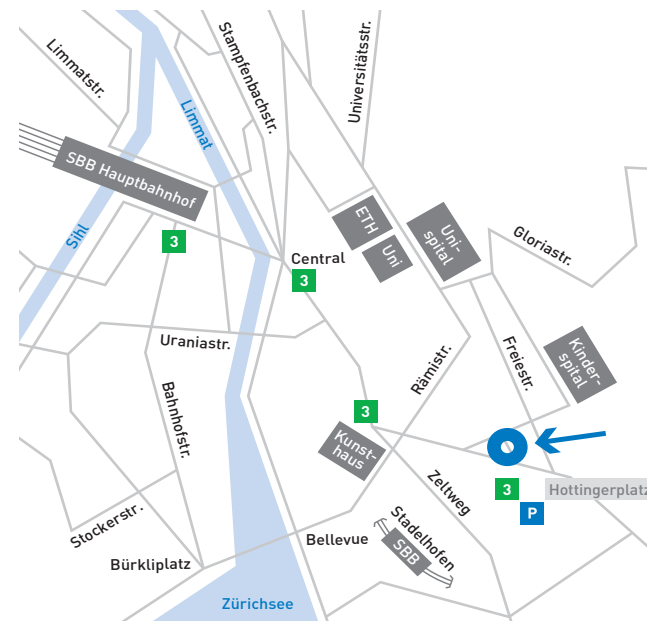 Limmatstr.
Stampfenbachstr.
Universitätsstr.
Limmat
SBB Hauptbahnhof
Sihl
ETH
Uni
Uni-
spital
Gloriastr.
3
Central
3
Uraniastr.
Rämistr.
Freiestr.
Kinder-
spital
Bahnhofstr.
3
Kunst-
haus
Zeltweg
3
Hottingerplatz
P
Stockerstr.
Stadelhofen
SBB
Bellevue
Bürkliplatz
Zürichsee